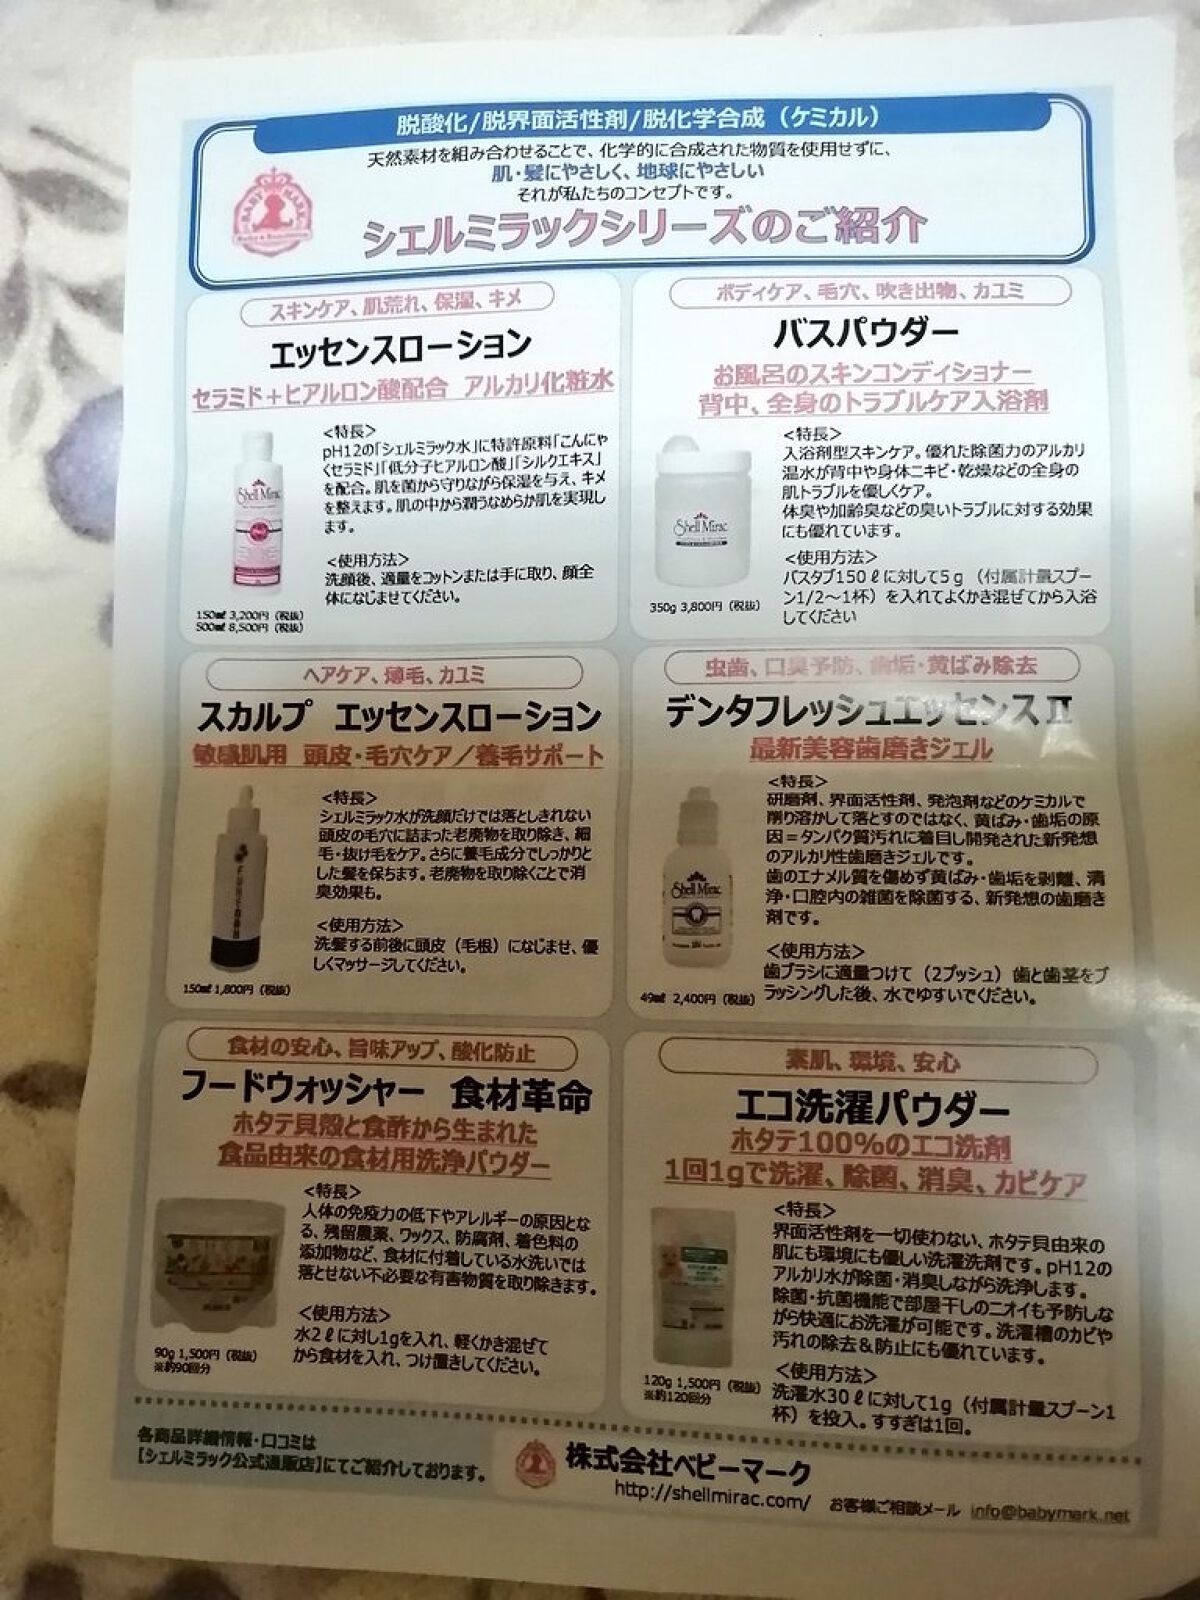 脱酸化/脱界面活性剤/脱化学合成（ケミカル）
天然素材を組み合わせることで、化学的に合成された物質を使用せずに、
肌・髪にやさしく、地球にやさしい
それが私たちのコンセプトです。
シェルミラックシリーズのご紹介
BABY MARK
スキンケア、肌荒れ、保湿、キメ
エッセンスローション
セラミド＋ヒアルロン酸配合 アルカリ化粧水
＜特長＞
pH12の「シェルミラック水」に特許原料「こんにゃ
くセラミド」「低分子ヒアルロン酸」「シルクエキス」
を配合。肌を菌から守りながら保湿を与え、キメ
を整えます。肌の中から潤うなめらか肌を実現し
ます。
＜使用方法＞
洗顔後、適量をコットンまたは手に取り、顔全
体になじませてください。
Shell Mirac
150㎖ 3,200円（税抜）
500㎖ 8,500円（税抜）
ボディケア、毛穴、吹き出物、カユミ
バスパウダー
お風呂のスキンコンディショナー
背中、全身のトラブルケア入浴剤
＜特長＞
入浴剤型スキンケア。優れた除菌力のアルカリ
温水が背中や身体ニキビ・乾燥などの全身の
肌トラブルを優しくケア。
体臭や加齢臭などの臭いトラブルに対する効果
にも優れています。
＜使用方法＞
バスタブ150ℓに対して5g（付属計量スプー
ン1/2～1杯）を入れてよくかき混ぜてから入浴
してください
Shell Mirac
350g 3,800円（税抜）
ヘアケア、薄毛、カユミ
スカルプ エッセンスローション
敏感肌用 頭皮・毛穴ケア／養毛サポート
＜特長＞
シェルミラック水が洗顔だけでは落としきれない
頭皮の毛穴に詰まった老廃物を取り除き、細
毛・抜け毛をケア。さらに養毛成分でしっかりと
した髪を保ちます。老廃物を取り除くことで消
臭効果も。
＜使用方法＞
洗髪する前後に頭皮（毛根）になじませ、優
しくマッサージしてください。
150㎖ 1,800円（税抜）
虫歯、口臭予防、歯垢・黄ばみ除去
デンタフレッシュエッセンスⅡ
最新美容歯磨きジェル
＜特長＞
研磨剤、界面活性剤、発泡剤などのケミカルで
削り溶かして落とすのではなく、黄ばみ・歯垢の原
因＝タンパク質汚れに着目し開発された新発想
のアルカリ性歯磨きジェルです。
歯のエナメル質を傷めず黄ばみ・歯垢を剥離、清
浄・口腔内の雑菌を除菌する、新発想の歯磨き
剤です。
＜使用方法＞
歯ブラシに適量つけて（2プッシュ）歯と歯茎をブ
ラッシングした後、水でゆすいでください。
Shell Mirac
49㎖ 2,400円（税抜）
食材の安心、旨味アップ、酸化防止
フードウォッシャー 食材革命
ホタテ貝殻と食酢から生まれた
食品由来の食材用洗浄パウダー
＜特長＞
人体の免疫力の低下やアレルギーの原因とな
る、残留農薬、ワックス、防腐剤、着色料の
添加物など、食材に付着している水洗いでは
落とせない不必要な有害物質を取り除きます。
＜使用方法＞
水2ℓに対し1gを入れ、軽くかき混ぜて
から食材を入れ、つけ置きしてください。
90g 1,500円（税抜）
※約90回分
素肌、環境、安心
エコ洗濯パウダー
ホタテ100%のエコ洗剤
1回1gで洗濯、除菌、消臭、カビケア
＜特長＞
界面活性剤を一切使わない、ホタテ貝由来の
肌にも環境にも優しい洗濯洗剤です。pH12の
アルカリ水が除菌・消臭しながら洗浄します。
除菌・抗菌機能で部屋干しのニオイも予防しな
がら快適にお洗濯が可能です。洗濯槽のカビや
汚れの除去＆防止にも優れています。
＜使用方法＞
洗濯水30ℓに対して1g（付属計量スプーン1
杯）を投入。すすぎは1回。
120g 1,500円（税抜）
※約120回分
各商品詳細情報・口コミは
【シェルミラック公式通販店】にてご紹介しております。
株式会社ベビーマーク
http://shellmirac.com/ お客様ご相談メール info@babymark.net